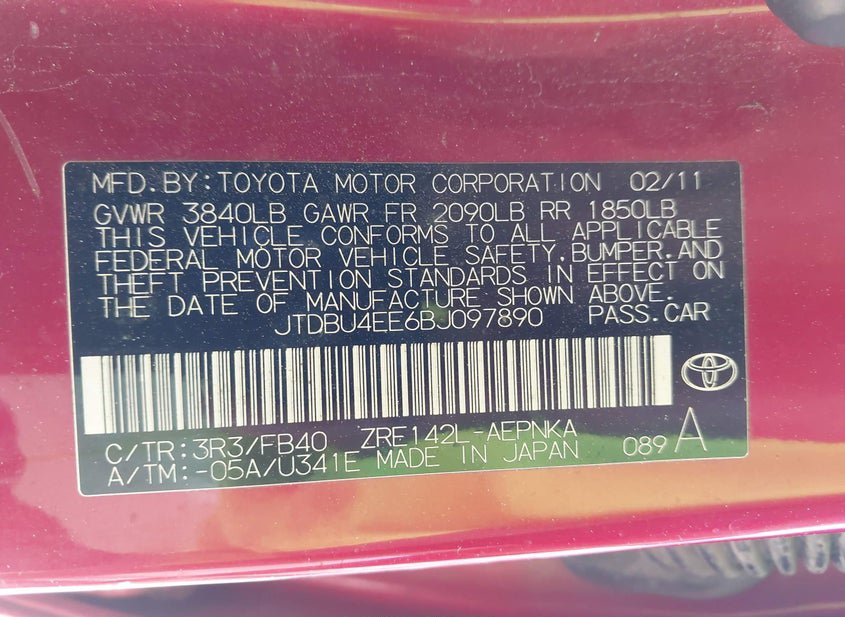 MFD.BY:TOYOTA MOTOR CORPORATION 02/11
GVWR 3840LB GAWR FR 2090LB RR 1850LB
THIS VEHICLE CONFORMS TO ALL APPLICABLE
FEDERAL MOTOR VEHICLE SAFETY,BUMPER,AND
THEFT PREVENTION STANDARDS IN EFFECT ON
THE DATE OF MANUFACTURE SHOWN ABOVE.
JTDBU4EE6BJ097890 PASS.CAR
C/TR:3R3/FB40 ZRE142L-AEPNKA
A/TM:-05A/U341E MADE IN JAPAN 089 A